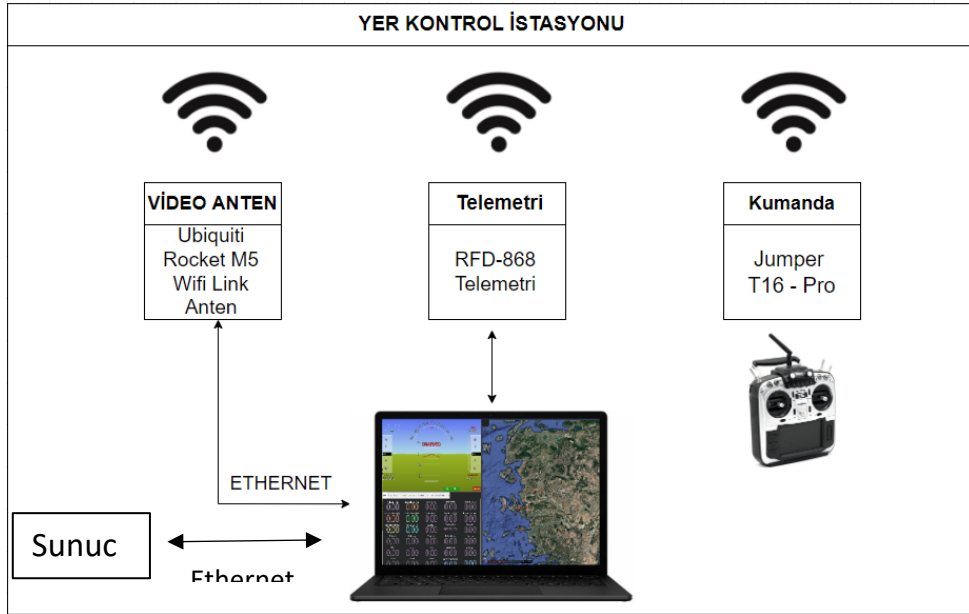 YER KONTROL İSTASYONU
VİDEO ANTEN
Ubiquiti
Rocket M5
Wifi Link
Anten
Telemetri
RFD-868
Telemetri
Kumanda
Jumper
T16 - Pro
ETHERNET
Sunuc
Ethernet